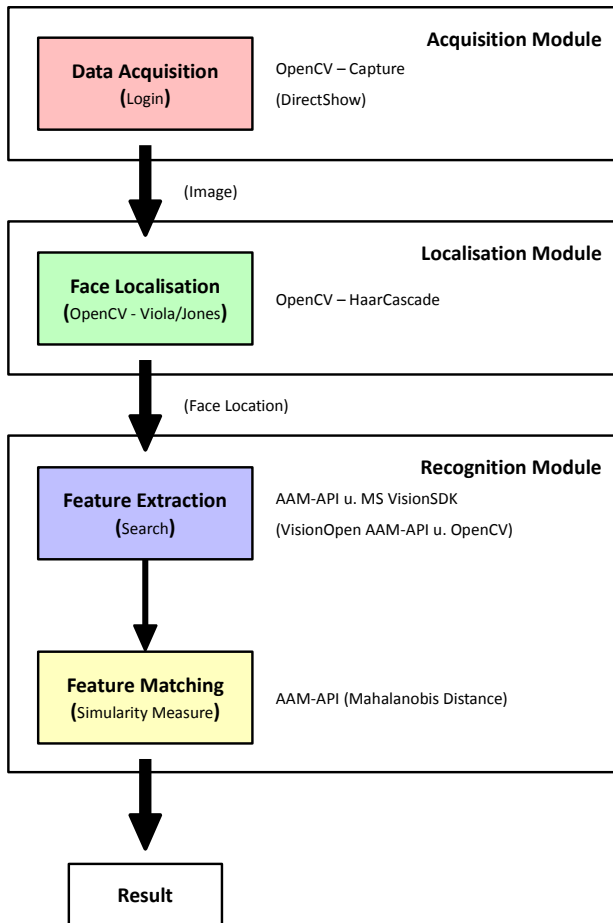 Acquisition Module
Data Acquisition
(Login)
OpenCV – Capture
(DirectShow)
(Image)
Localisation Module
Face Localisation
(OpenCV - Viola/Jones)
OpenCV – HaarCascade
(Face Location)
Recognition Module
Feature Extraction
(Search)
AAM-API u. MS VisionSDK
(VisionOpen AAM-API u. OpenCV)
Feature Matching
(Simularity Measure)
AAM-API (Mahalanobis Distance)
Result